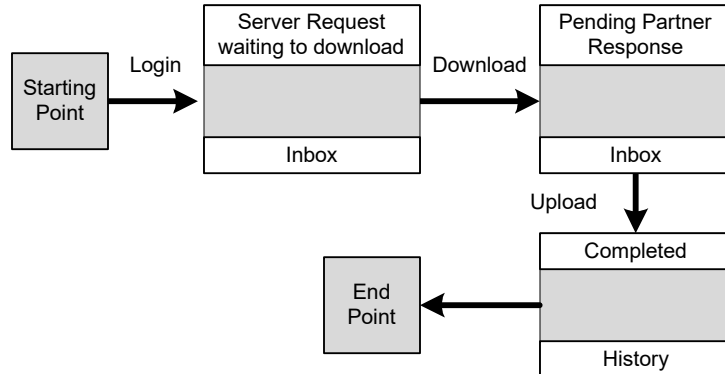 Server Request
waiting to download
Pending Partner
Response
Login
Download
Starting
Point
Inbox
Inbox
Upload
Completed
End
Point
History